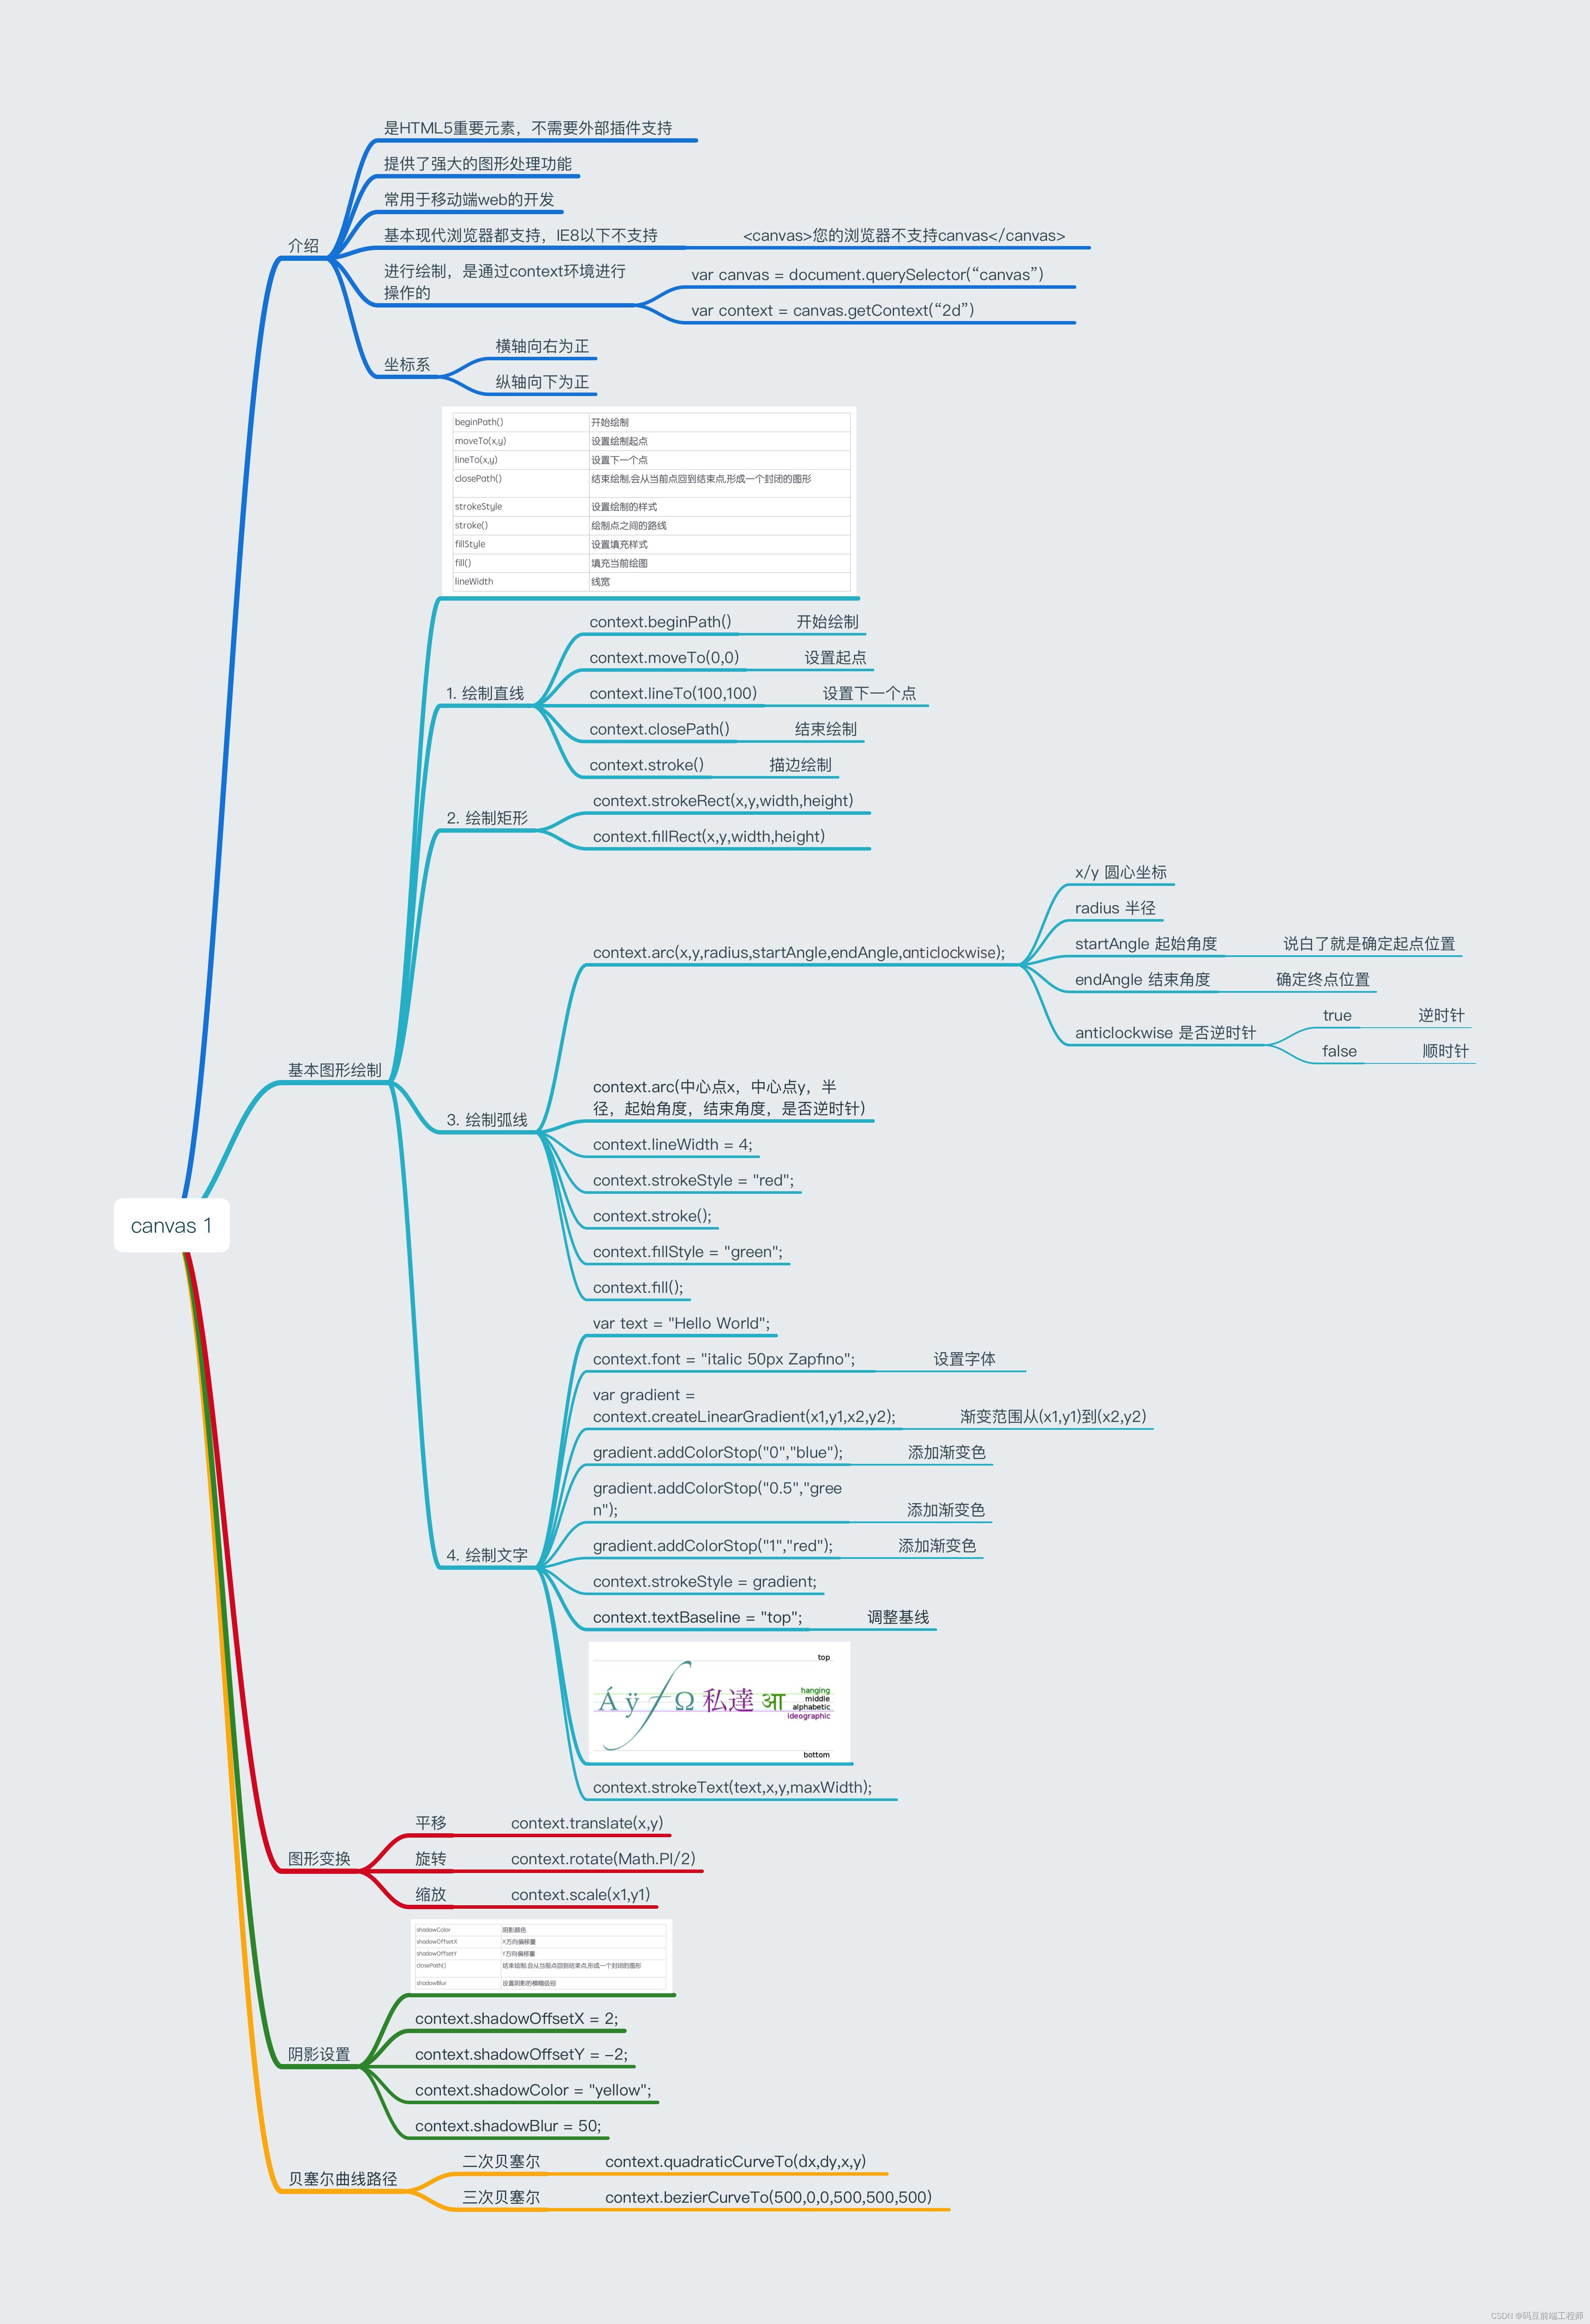 是HTML5重要元素，不需要外部插件支持
提供了强大的图形处理功能
常用于移动端web的开发
介绍
基本现代浏览器都支持，IE8以下不支持
<canvas>您的浏览器不支持canvas</canvas>
进行绘制，是通过context环境进行
操作的
var canvas = document.querySelector(“canvas”)
var context = canvas.getContext(“2d”)
坐标系
横轴向右为正
纵轴向下为正
beginPath() 开始绘制
moveTo(x,y) 设置绘制起点
lineTo(x,y) 设置下一个点
closePath() 结束绘制,会从当前点回到结束点,形成一个封闭的图形
strokeStyle 设置绘制的样式
stroke() 绘制点之间的路线
fillStyle 设置填充样式
fill() 填充当前绘图
lineWidth 线宽
基本图形绘制
1. 绘制直线
context.beginPath() 开始绘制
context.moveTo(0,0) 设置起点
context.lineTo(100,100) 设置下一个点
context.closePath() 结束绘制
context.stroke() 描边绘制
2. 绘制矩形
context.strokeRect(x,y,width,height)
context.fillRect(x,y,width,height)
3. 绘制弧线
context.arc(x,y,radius,startAngle,endAngle,anticlockwise);
x/y 圆心坐标
radius 半径
startAngle 起始角度 说白了就是确定起点位置
endAngle 结束角度 确定终点位置
anticlockwise 是否逆时针
true 逆时针
false 顺时针
context.arc(中心点x，中心点y，半
径，起始角度，结束角度，是否逆时针)
context.lineWidth = 4;
context.strokeStyle = "red";
context.stroke();
context.fillStyle = "green";
context.fill();
canvas 1
4. 绘制文字
var text = "Hello World";
context.font = "italic 50px Zapfino"; 设置字体
var gradient =
context.createLinearGradient(x1,y1,x2,y2); 渐变范围从(x1,y1)到(x2,y2)
gradient.addColorStop("0","blue"); 添加渐变色
gradient.addColorStop("0.5","gree
n"); 添加渐变色
gradient.addColorStop("1","red"); 添加渐变色
context.strokeStyle = gradient;
context.textBaseline = "top"; 调整基线
top
Á ÿ ƒ Ω 私達 आ
hanging
middle
alphabetic
ideographic
bottom
context.strokeText(text,x,y,maxWidth);
图形变换
平移 context.translate(x,y)
旋转 context.rotate(Math.PI/2)
缩放 context.scale(x1,y1)
shadowColor 阴影颜色
shadowOffsetX X方向偏移量
shadowOffsetY Y方向偏移量
closePath() 结束绘制,会从当前点回到结束点,形成一个封闭的图形
shadowBlur 设置阴影的模糊级别
阴影设置
context.shadowOffsetX = 2;
context.shadowOffsetY = -2;
context.shadowColor = "yellow";
context.shadowBlur = 50;
贝塞尔曲线路径
二次贝塞尔 context.quadraticCurveTo(dx,dy,x,y)
三次贝塞尔 context.bezierCurveTo(500,0,0,500,500,500)
CSDN @码豆前端工程师